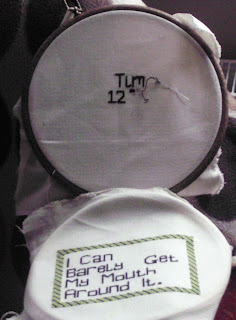 Tum
12"
I Can
Barely Get
My Mouth
Around It.